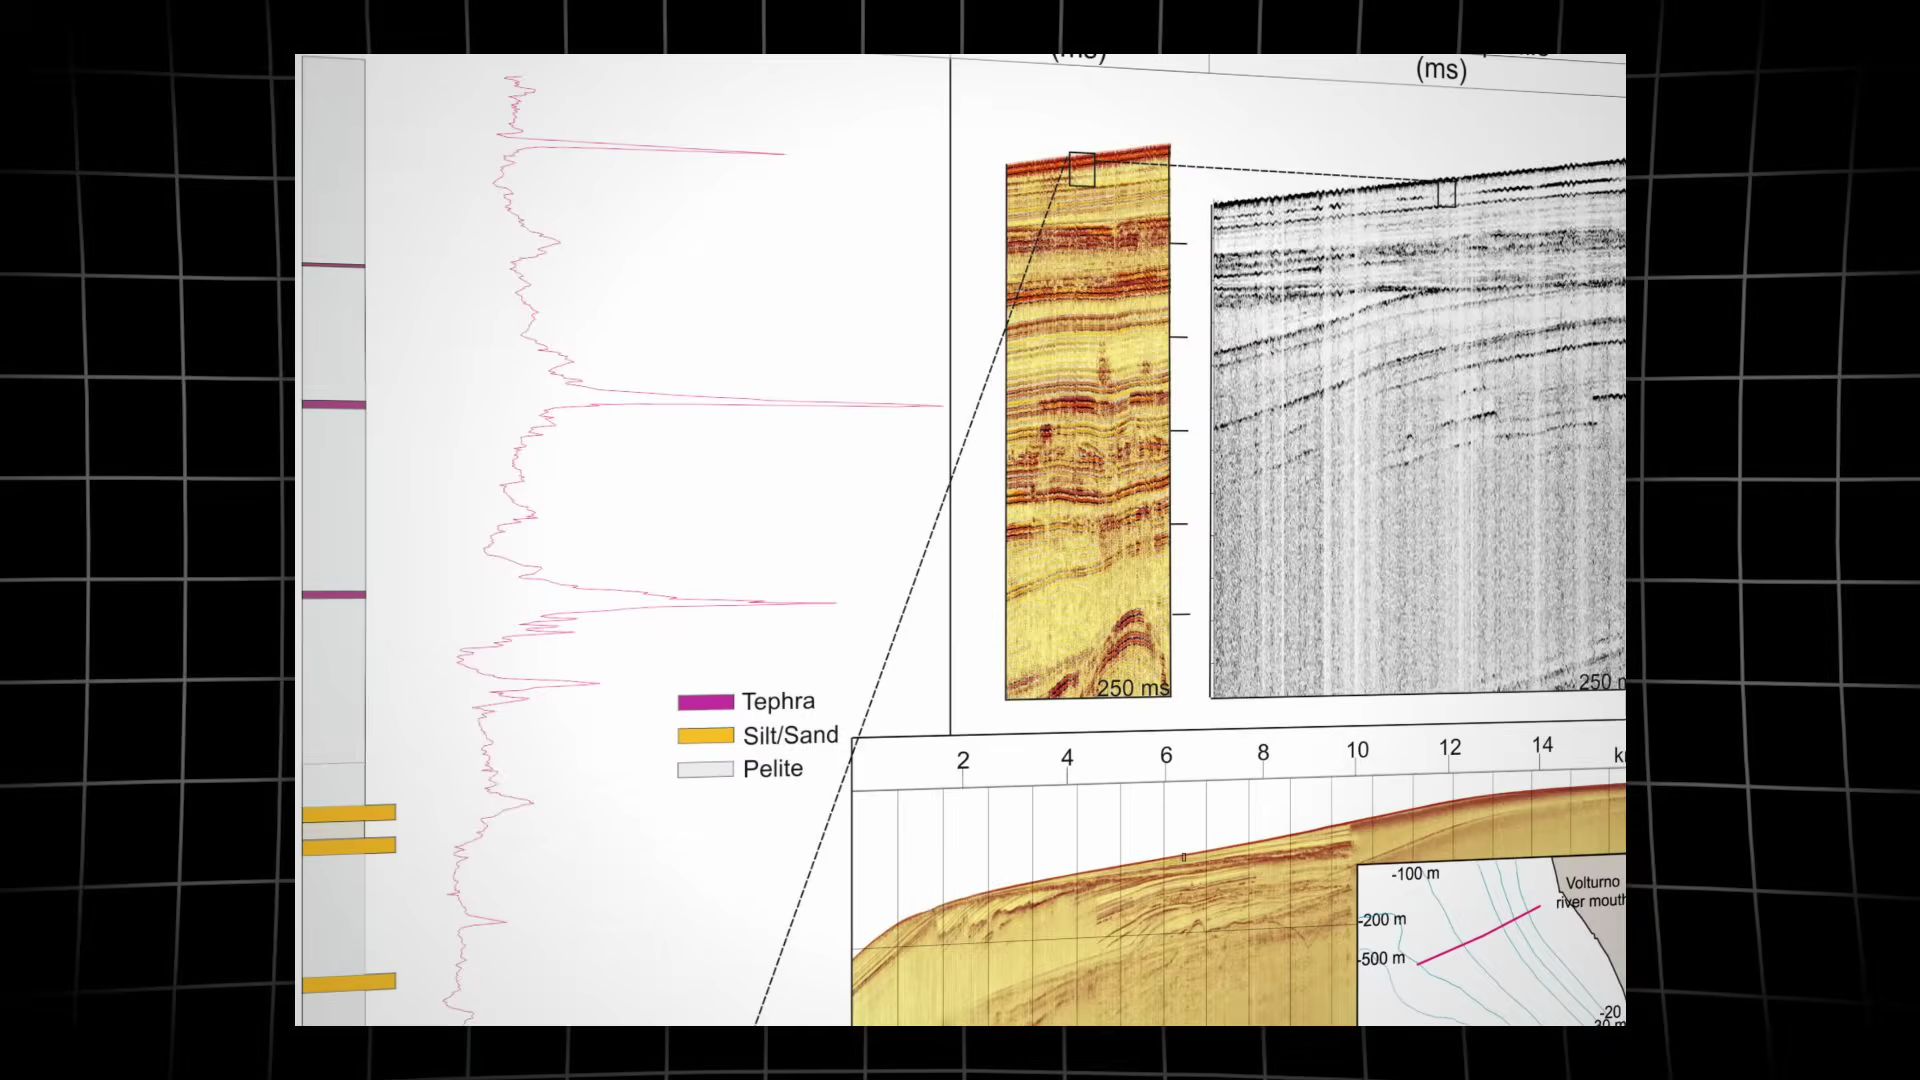 (ms)
(ms)
250 ms
250
Tephra
Silt/Sand
Pelite
2 4 6 8 10 12 14
-100 m
-200 m
-500 m
Volturno
river mouth
-20